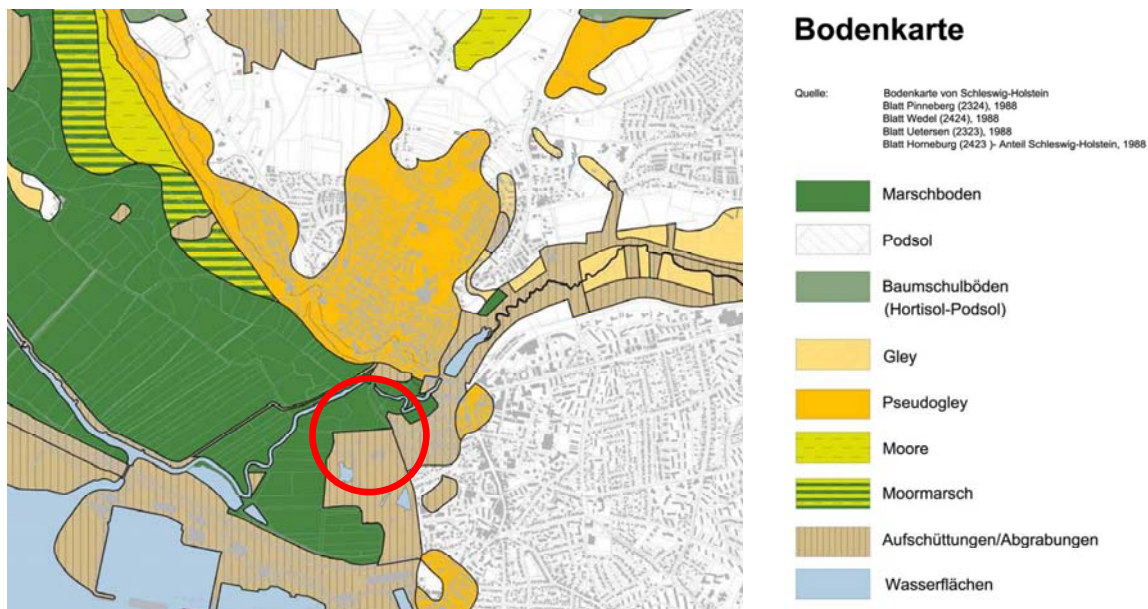 Bodenkarte
Quelle: Bodenkarte von Schleswig-Holstein
Blatt Pinneberg (2324), 1988
Blatt Wedel (2424), 1988
Blatt Uetersen (2323), 1988
Blatt Horneburg (2423 )- Anteil Schleswig-Holstein, 1988
Marschboden
Podsol
Baumschulböden
(Hortisol-Podsol)
Gley
Pseudogley
Moore
Moormarsch
Aufschüttungen/Abgrabungen
Wasserflächen